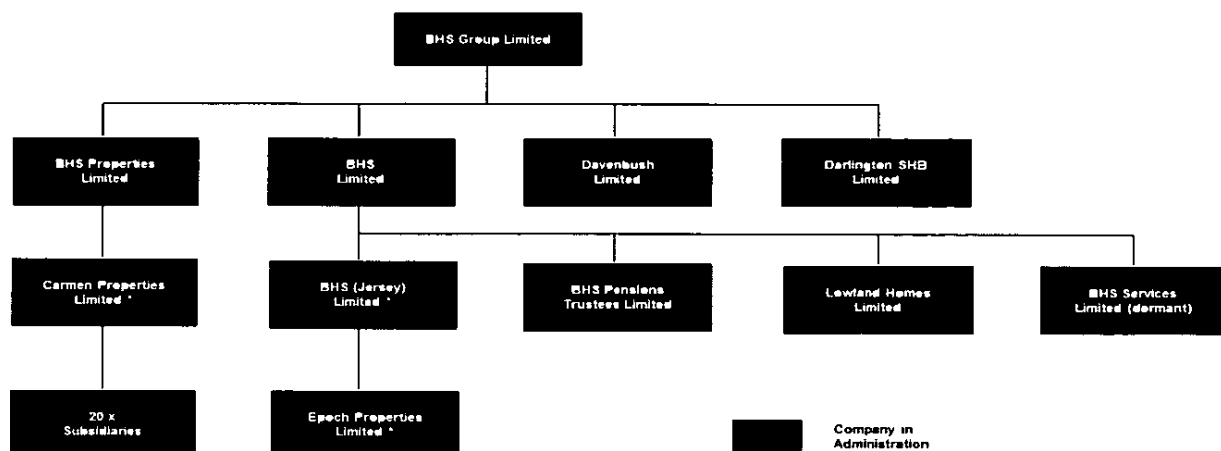 BHS Group Limited
BHS Properties
Limited
BHS
Limited
Davenbush
Limited
Darlington SHB
Limited
Carmen Properties
Limited *
BHS (Jersey)
Limited *
BHS Pensions
Trustees Limited
Lowland Homes
Limited
BHS Services
Limited (dormant)
20 x
Subsidiaries
Epoch Properties
Limited *
Company in
Administration